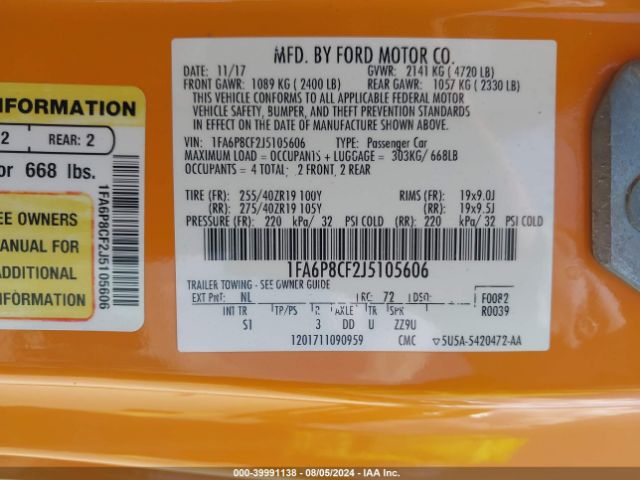 MFD. BY FORD MOTOR CO.
DATE: 11/17 GVWR: 2141 KG ( 4720 LB)
FRONT GAWR: 1089 KG ( 2400 LB) REAR GAWR: 1057 KG ( 2330 LB)
THIS VEHICLE CONFORMS TO ALL APPLICABLE FEDERAL MOTOR
VEHICLE SAFETY, BUMPER, AND THEFT PREVENTION STANDARDS
IN EFFECT ON THE DATE OF MANUFACTURE SHOWN ABOVE.
VIN: 1FA6P8CF2J5105606 TYPE: Passenger Car
MAXIMUM LOAD = OCCUPANTS + LUGGAGE = 303KG/ 668LB
OCCUPANTS = 4 TOTAL; 2 FRONT, 2 REAR
TIRE (FR): 255/40ZR19 100Y RIMS (FR): 19x9.0J
(RR): 275/40ZR19 105Y (RR): 19x9.5J
PRESSURE (FR): 220 kPa/ 32 PSI COLD (RR): 220 kPa/ 32 PSI COLD
1FA6P8CF2J5105606
TRAILER TOWING - SEE OWNER GUIDE
EXT PNT: NL RC: 72 DSO: F0082
INT TR TP/PS R AXLE TR SPR R0039
S1 3 DD U ZZ9U
1201711090959 CMC 5U5A-5420472-AA
INFORMATION
2 REAR: 2
or 668 lbs.
EE OWNERS
MANUAL FOR
ADDITIONAL
INFORMATION
1FA6P8CF2J5105606
000-39991138 - 08/05/2024 - IAA Inc.